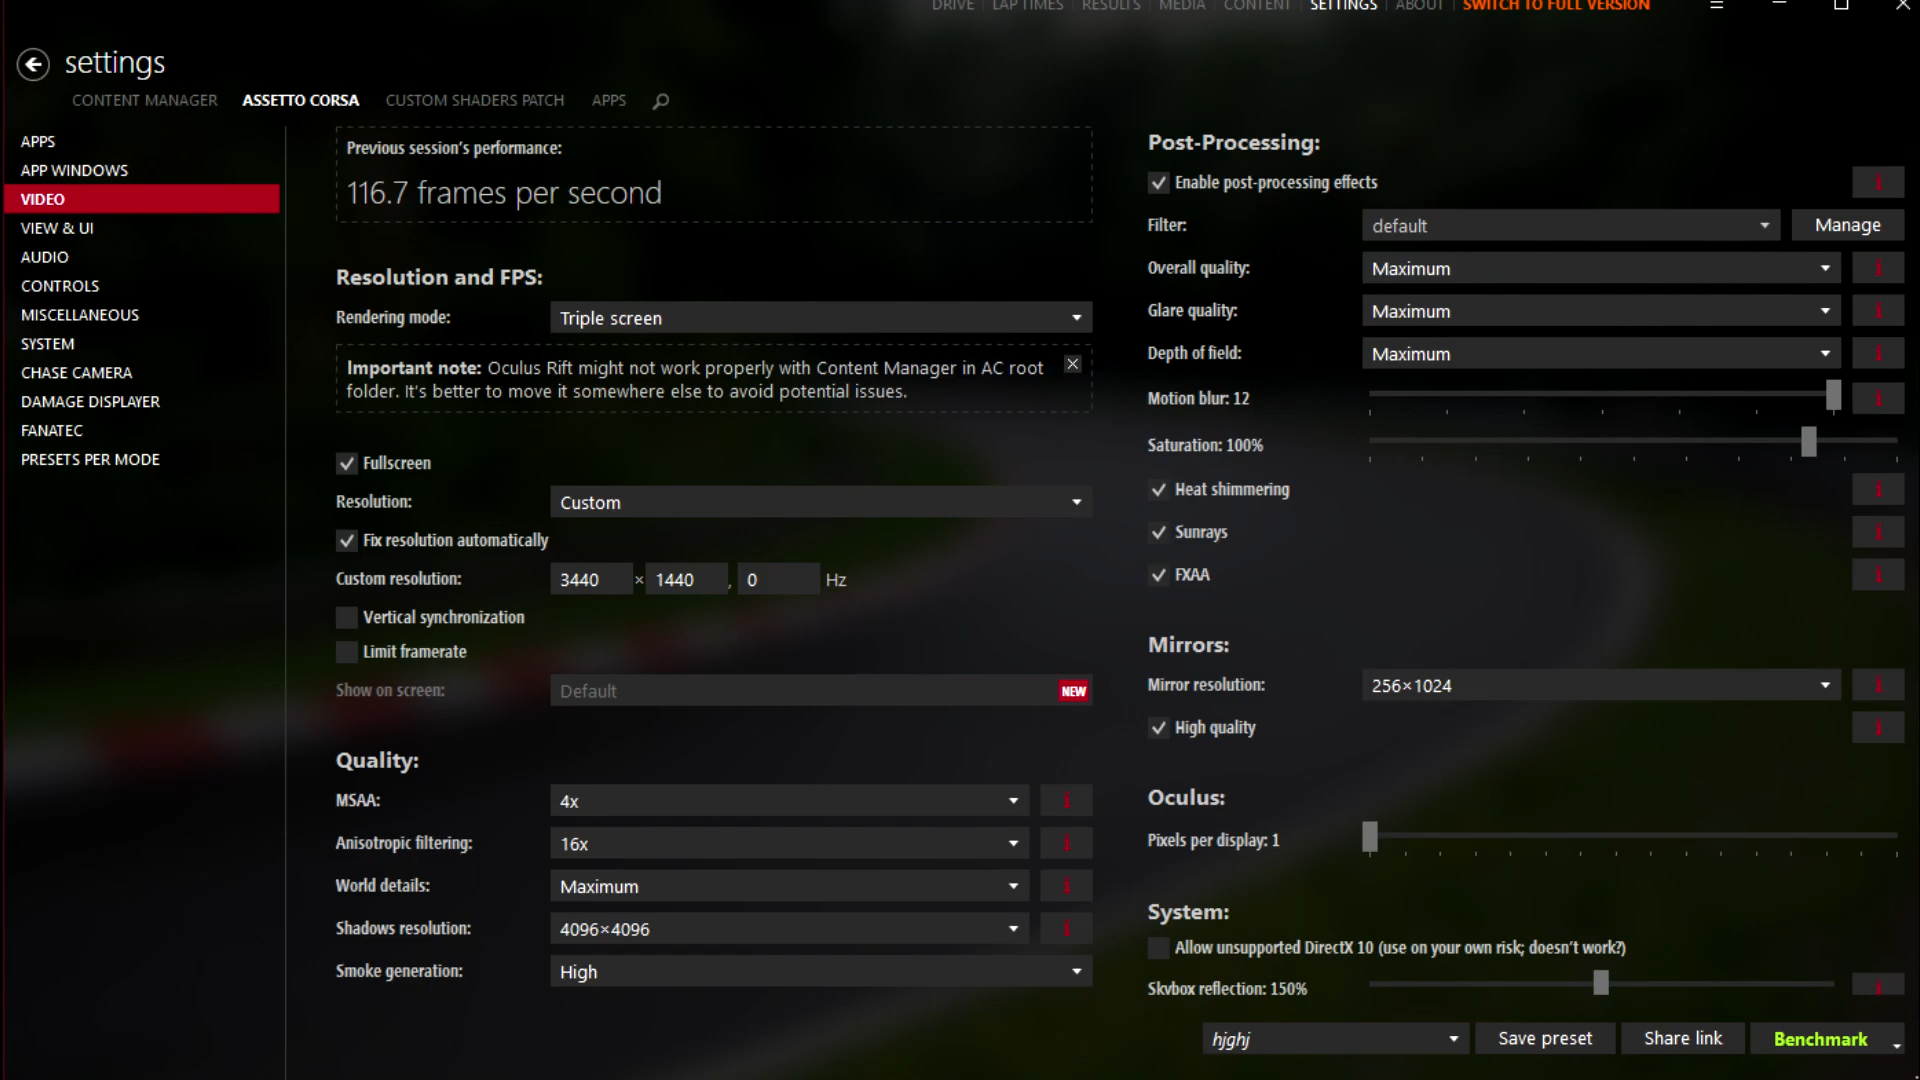 DRIVE LAP TIMES RESULTS MEDIA CONTENT SETTINGS ABOUT SWITCH TO FULL VERSION
settings
CONTENT MANAGER ASSETTO CORSA CUSTOM SHADERS PATCH APPS
APPS
APP WINDOWS
VIDEO
VIEW & UI
AUDIO
CONTROLS
MISCELLANEOUS
SYSTEM
CHASE CAMERA
DAMAGE DISPLAYER
FANATEC
PRESETS PER MODE
Previous session's performance:
116.7 frames per second
Resolution and FPS:
Rendering mode: Triple screen
Important note: Oculus Rift might not work properly with Content Manager in AC root
folder. It's better to move it somewhere else to avoid potential issues.
Fullscreen
Resolution: Custom
Fix resolution automatically
Custom resolution: 3440 × 1440 , 0 Hz
Vertical synchronization
Limit framerate
Show on screen: Default NEW
Quality:
MSAA: 4x i
Anisotropic filtering: 16x i
World details: Maximum i
Shadows resolution: 4096×4096 i
Smoke generation: High
Post-Processing:
Enable post-processing effects i
Filter: default Manage
Overall quality: Maximum i
Glare quality: Maximum i
Depth of field: Maximum i
Motion blur: 12 i
Saturation: 100%
Heat shimmering i
Sunrays i
FXAA i
Mirrors:
Mirror resolution: 256×1024 i
High quality i
Oculus:
Pixels per display: 1
System:
Allow unsupported DirectX 10 (use on your own risk; doesn't work?)
Skybox reflection: 150% i
hjghj Save preset Share link Benchmark